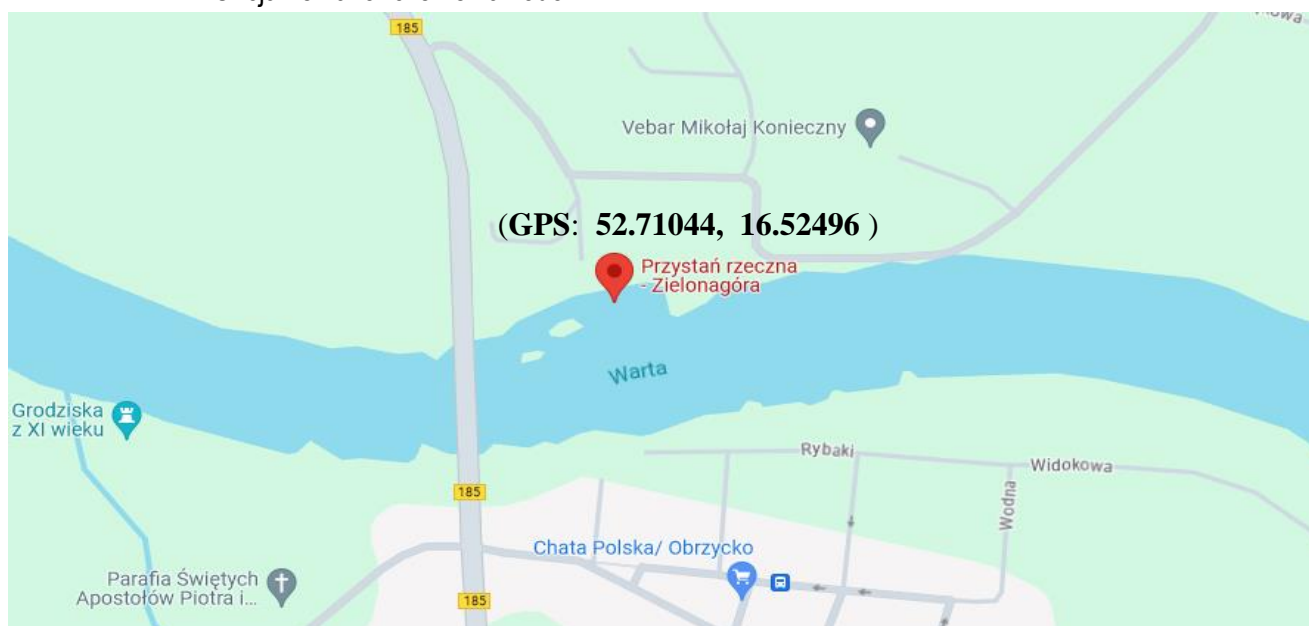 185
Vebar Mikołaj Konieczny
(GPS: 52.71044, 16.52496 )
Przystań rzeczna
- Zielonagóra
Warta
Grodziska
z XI wieku
Rybaki
Widokowa
185
Wodna
Chata Polska/ Obrzycko
Parafia Świętych
Apostołów Piotra i...
185